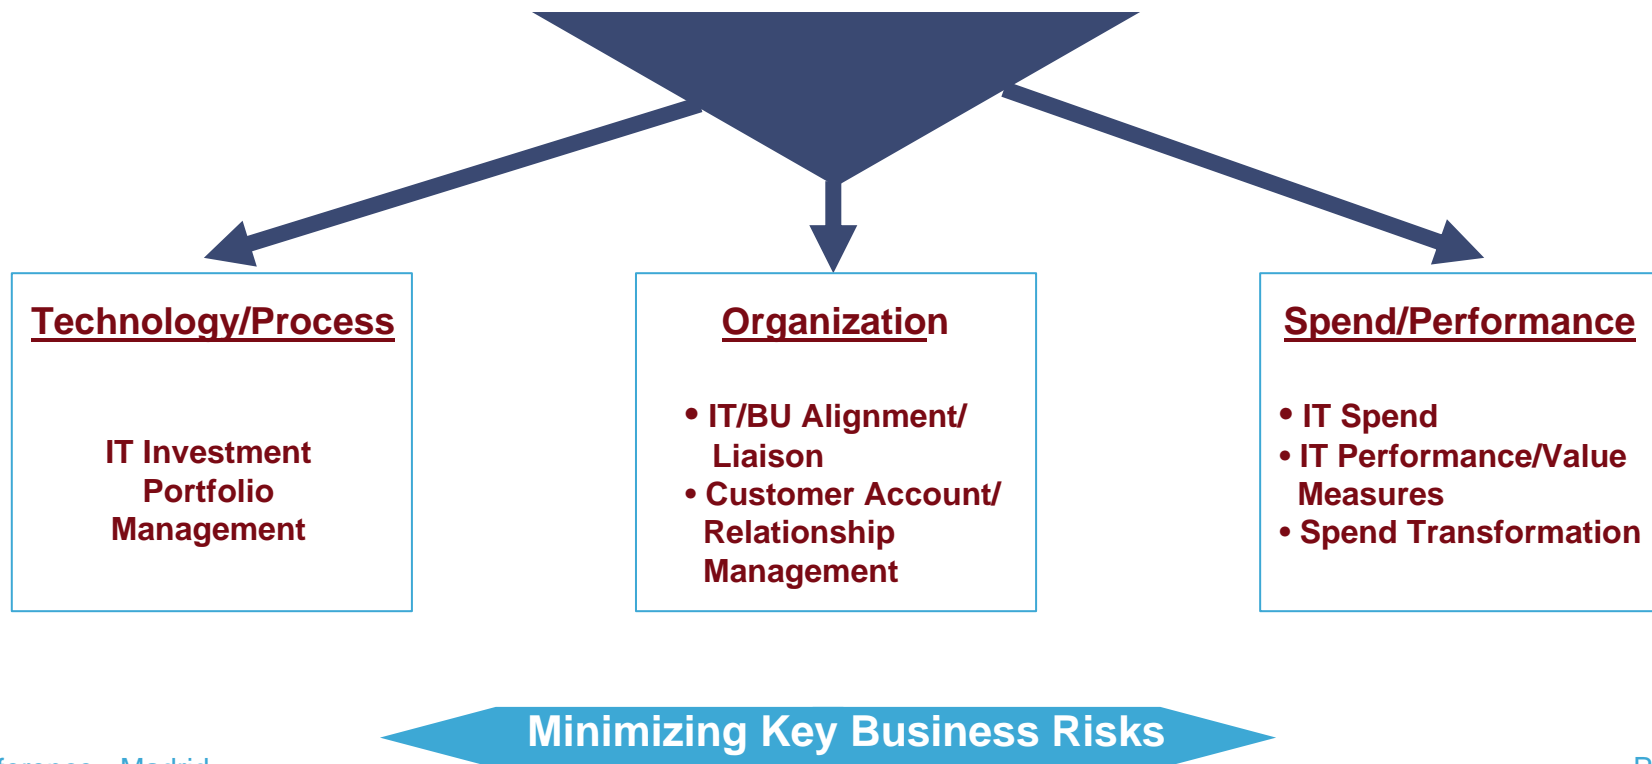 Technology/Process
IT Investment
Portfolio
Management
Organization
• IT/BU Alignment/
Liaison
• Customer Account/
Relationship
Management
Spend/Performance
• IT Spend
• IT Performance/Value
Measures
• Spend Transformation
Minimizing Key Business Risks
Madrid